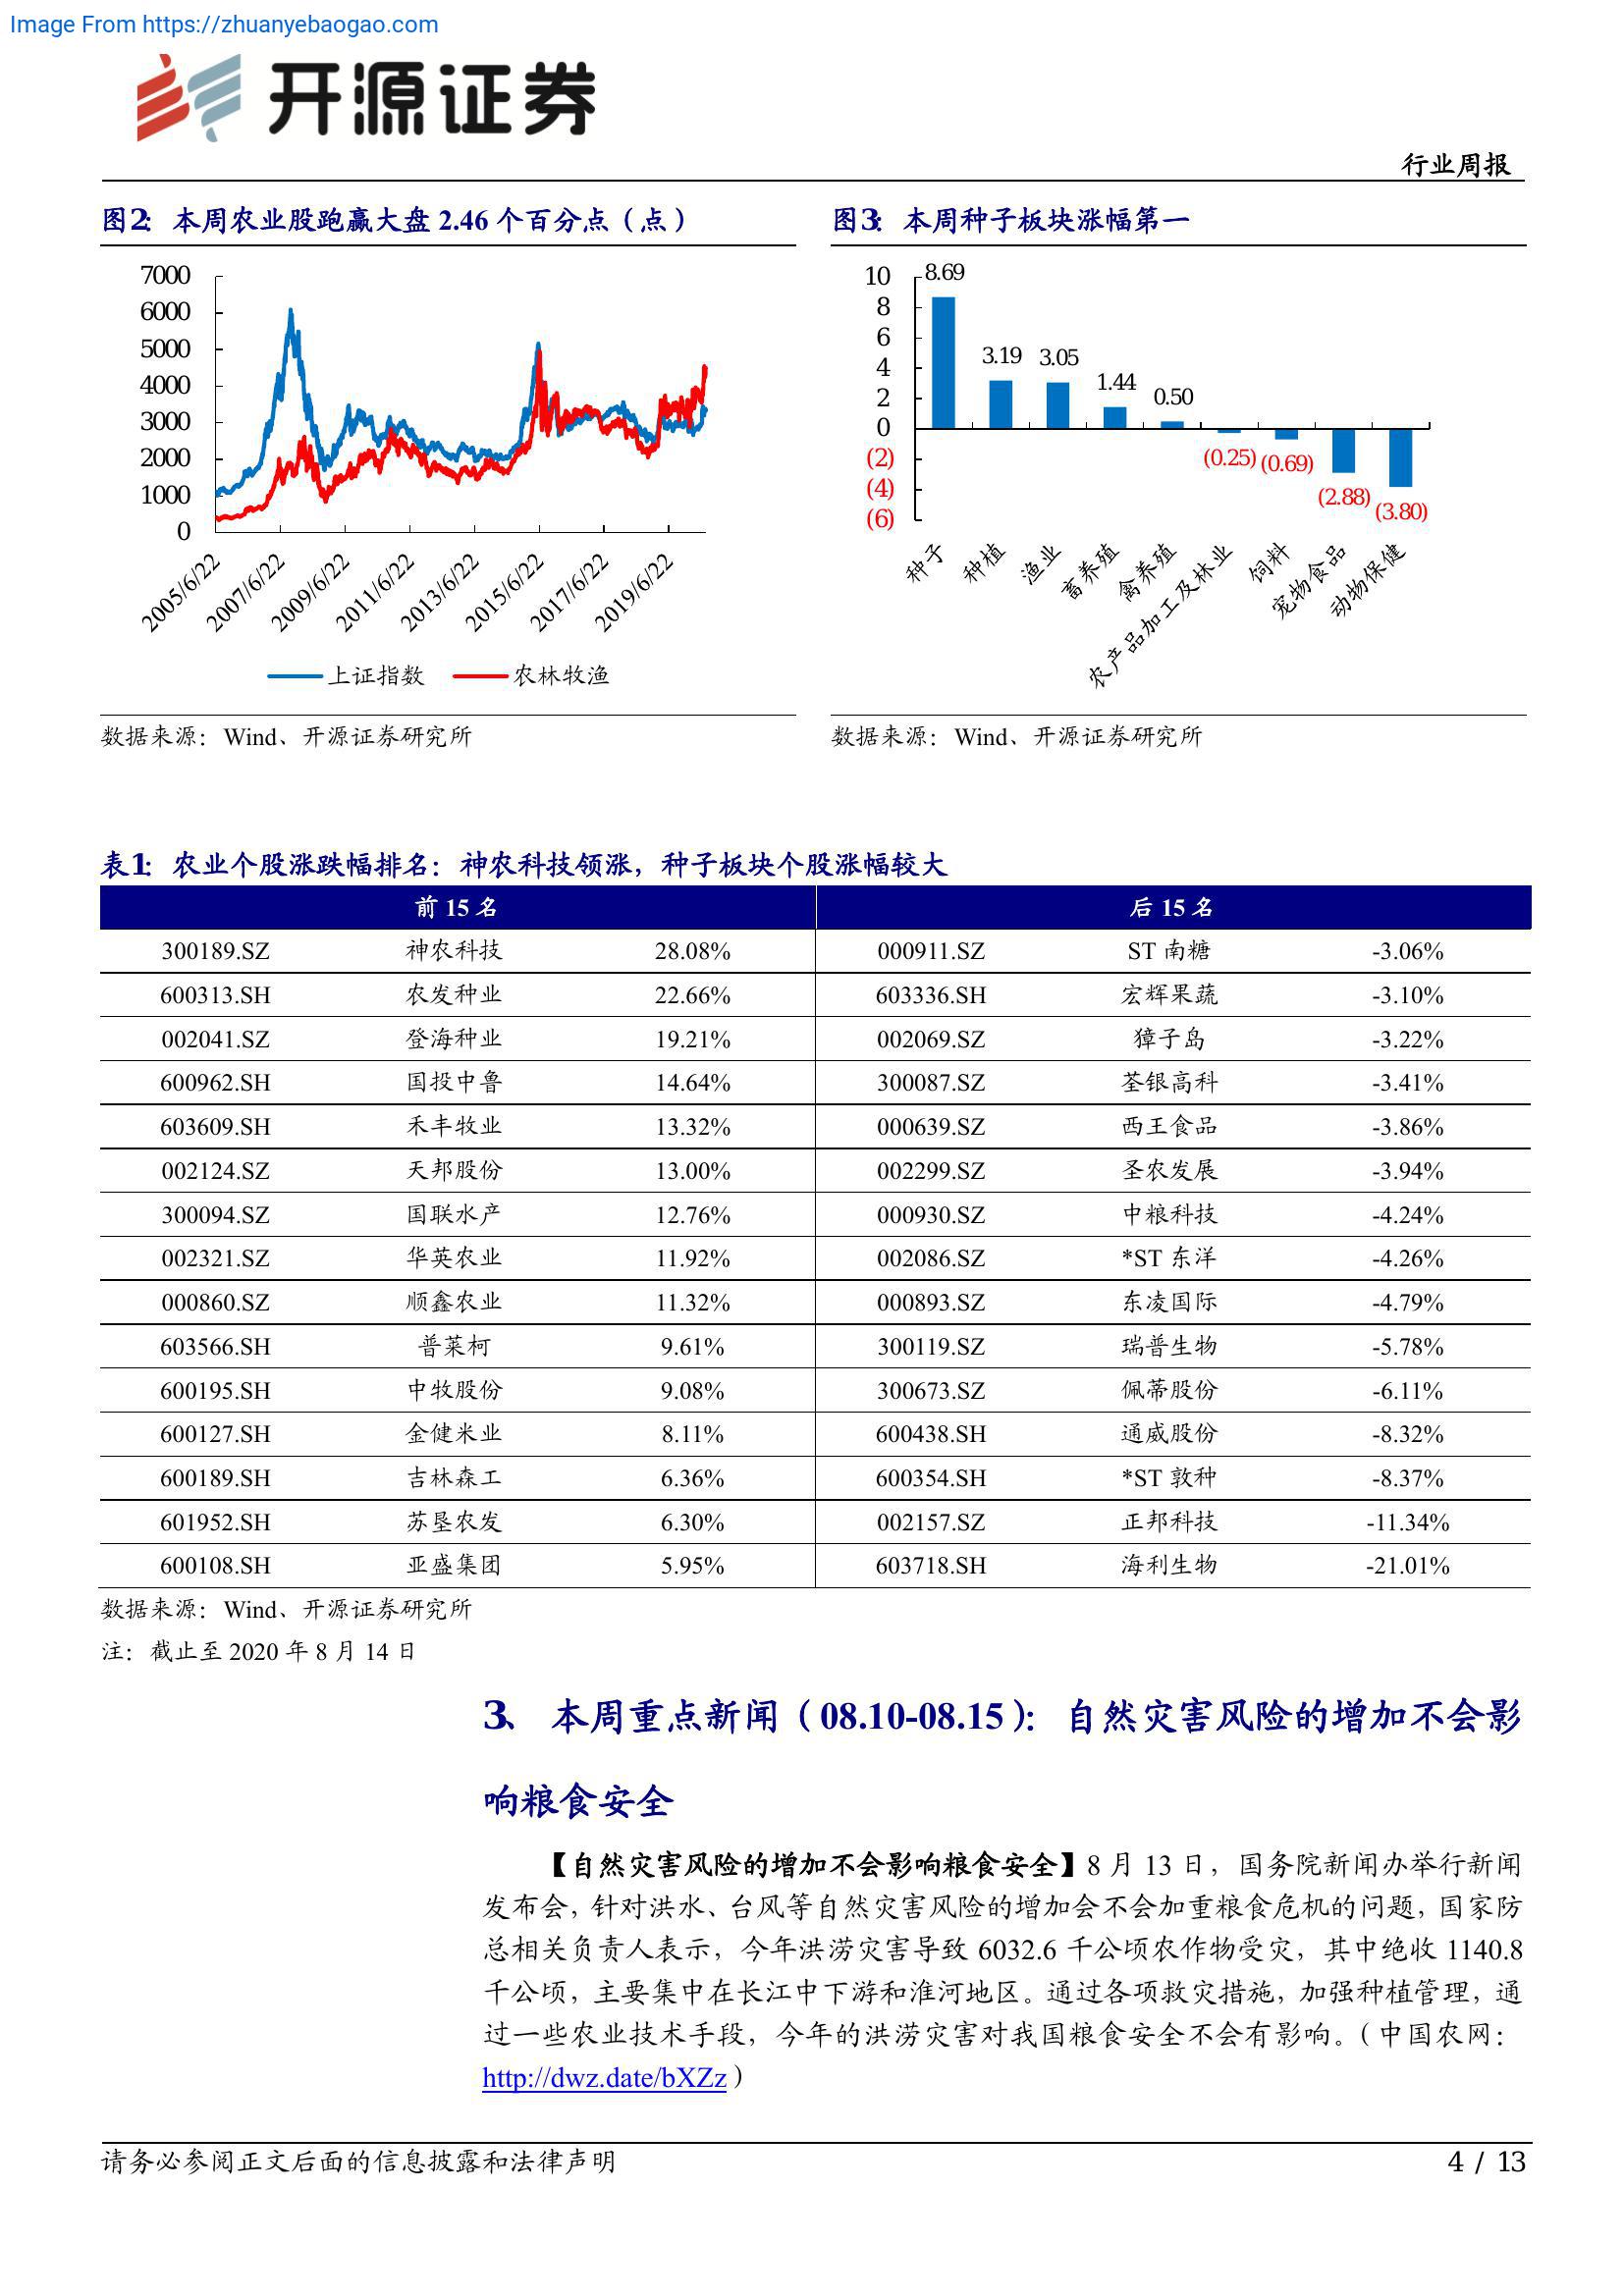 Image From https://zhuanyebaogao.com
开源证券
行业周报
图2： 本周农业股跑赢大盘 2.46 个百分点（点）
7000
6000
5000
4000
3000
2000
1000
0
2005/6/22
2007/6/22
2009/6/22
2011/6/22
2013/6/22
2015/6/22
2017/6/22
2019/6/22
上证指数 农林牧渔
数据来源：Wind、开源证券研究所
图3： 本周种子板块涨幅第一
10
8
6
4
2
0
(2)
(4)
(6)
8.69
3.19
3.05
1.44
0.50
(0.25)
(0.69)
(2.88)
(3.80)
种子
种植
渔业
畜养殖
禽养殖
农产品加工及林业
饲料
宠物食品
动物保健
数据来源：Wind、开源证券研究所
表1： 农业个股涨跌幅排名：神农科技领涨，种子板块个股涨幅较大
前 15 名 后 15 名
300189.SZ 神农科技 28.08% 000911.SZ ST 南糖 -3.06%
600313.SH 农发种业 22.66% 603336.SH 宏辉果蔬 -3.10%
002041.SZ 登海种业 19.21% 002069.SZ 獐子岛 -3.22%
600962.SH 国投中鲁 14.64% 300087.SZ 荃银高科 -3.41%
603609.SH 禾丰牧业 13.32% 000639.SZ 西王食品 -3.86%
002124.SZ 天邦股份 13.00% 002299.SZ 圣农发展 -3.94%
300094.SZ 国联水产 12.76% 000930.SZ 中粮科技 -4.24%
002321.SZ 华英农业 11.92% 002086.SZ *ST 东洋 -4.26%
000860.SZ 顺鑫农业 11.32% 000893.SZ 东凌国际 -4.79%
603566.SH 普莱柯 9.61% 300119.SZ 瑞普生物 -5.78%
600195.SH 中牧股份 9.08% 300673.SZ 佩蒂股份 -6.11%
600127.SH 金健米业 8.11% 600438.SH 通威股份 -8.32%
600189.SH 吉林森工 6.36% 600354.SH *ST 敦种 -8.37%
601952.SH 苏垦农发 6.30% 002157.SZ 正邦科技 -11.34%
600108.SH 亚盛集团 5.95% 603718.SH 海利生物 -21.01%
数据来源：Wind、开源证券研究所
注：截止至 2020 年 8 月 14 日
3、 本周重点新闻（08.10-08.15）：自然灾害风险的增加不会影
响粮食安全
【自然灾害风险的增加不会影响粮食安全】8 月 13 日，国务院新闻办举行新闻
发布会，针对洪水、台风等自然灾害风险的增加会不会加重粮食危机的问题，国家防
总相关负责人表示，今年洪涝灾害导致 6032.6 千公顷农作物受灾，其中绝收 1140.8
千公顷，主要集中在长江中下游和淮河地区。通过各项救灾措施，加强种植管理，通
过一些农业技术手段，今年的洪涝灾害对我国粮食安全不会有影响。（中国农网：
http://dwz.date/bXZz）
请务必参阅正文后面的信息披露和法律声明 4 / 13